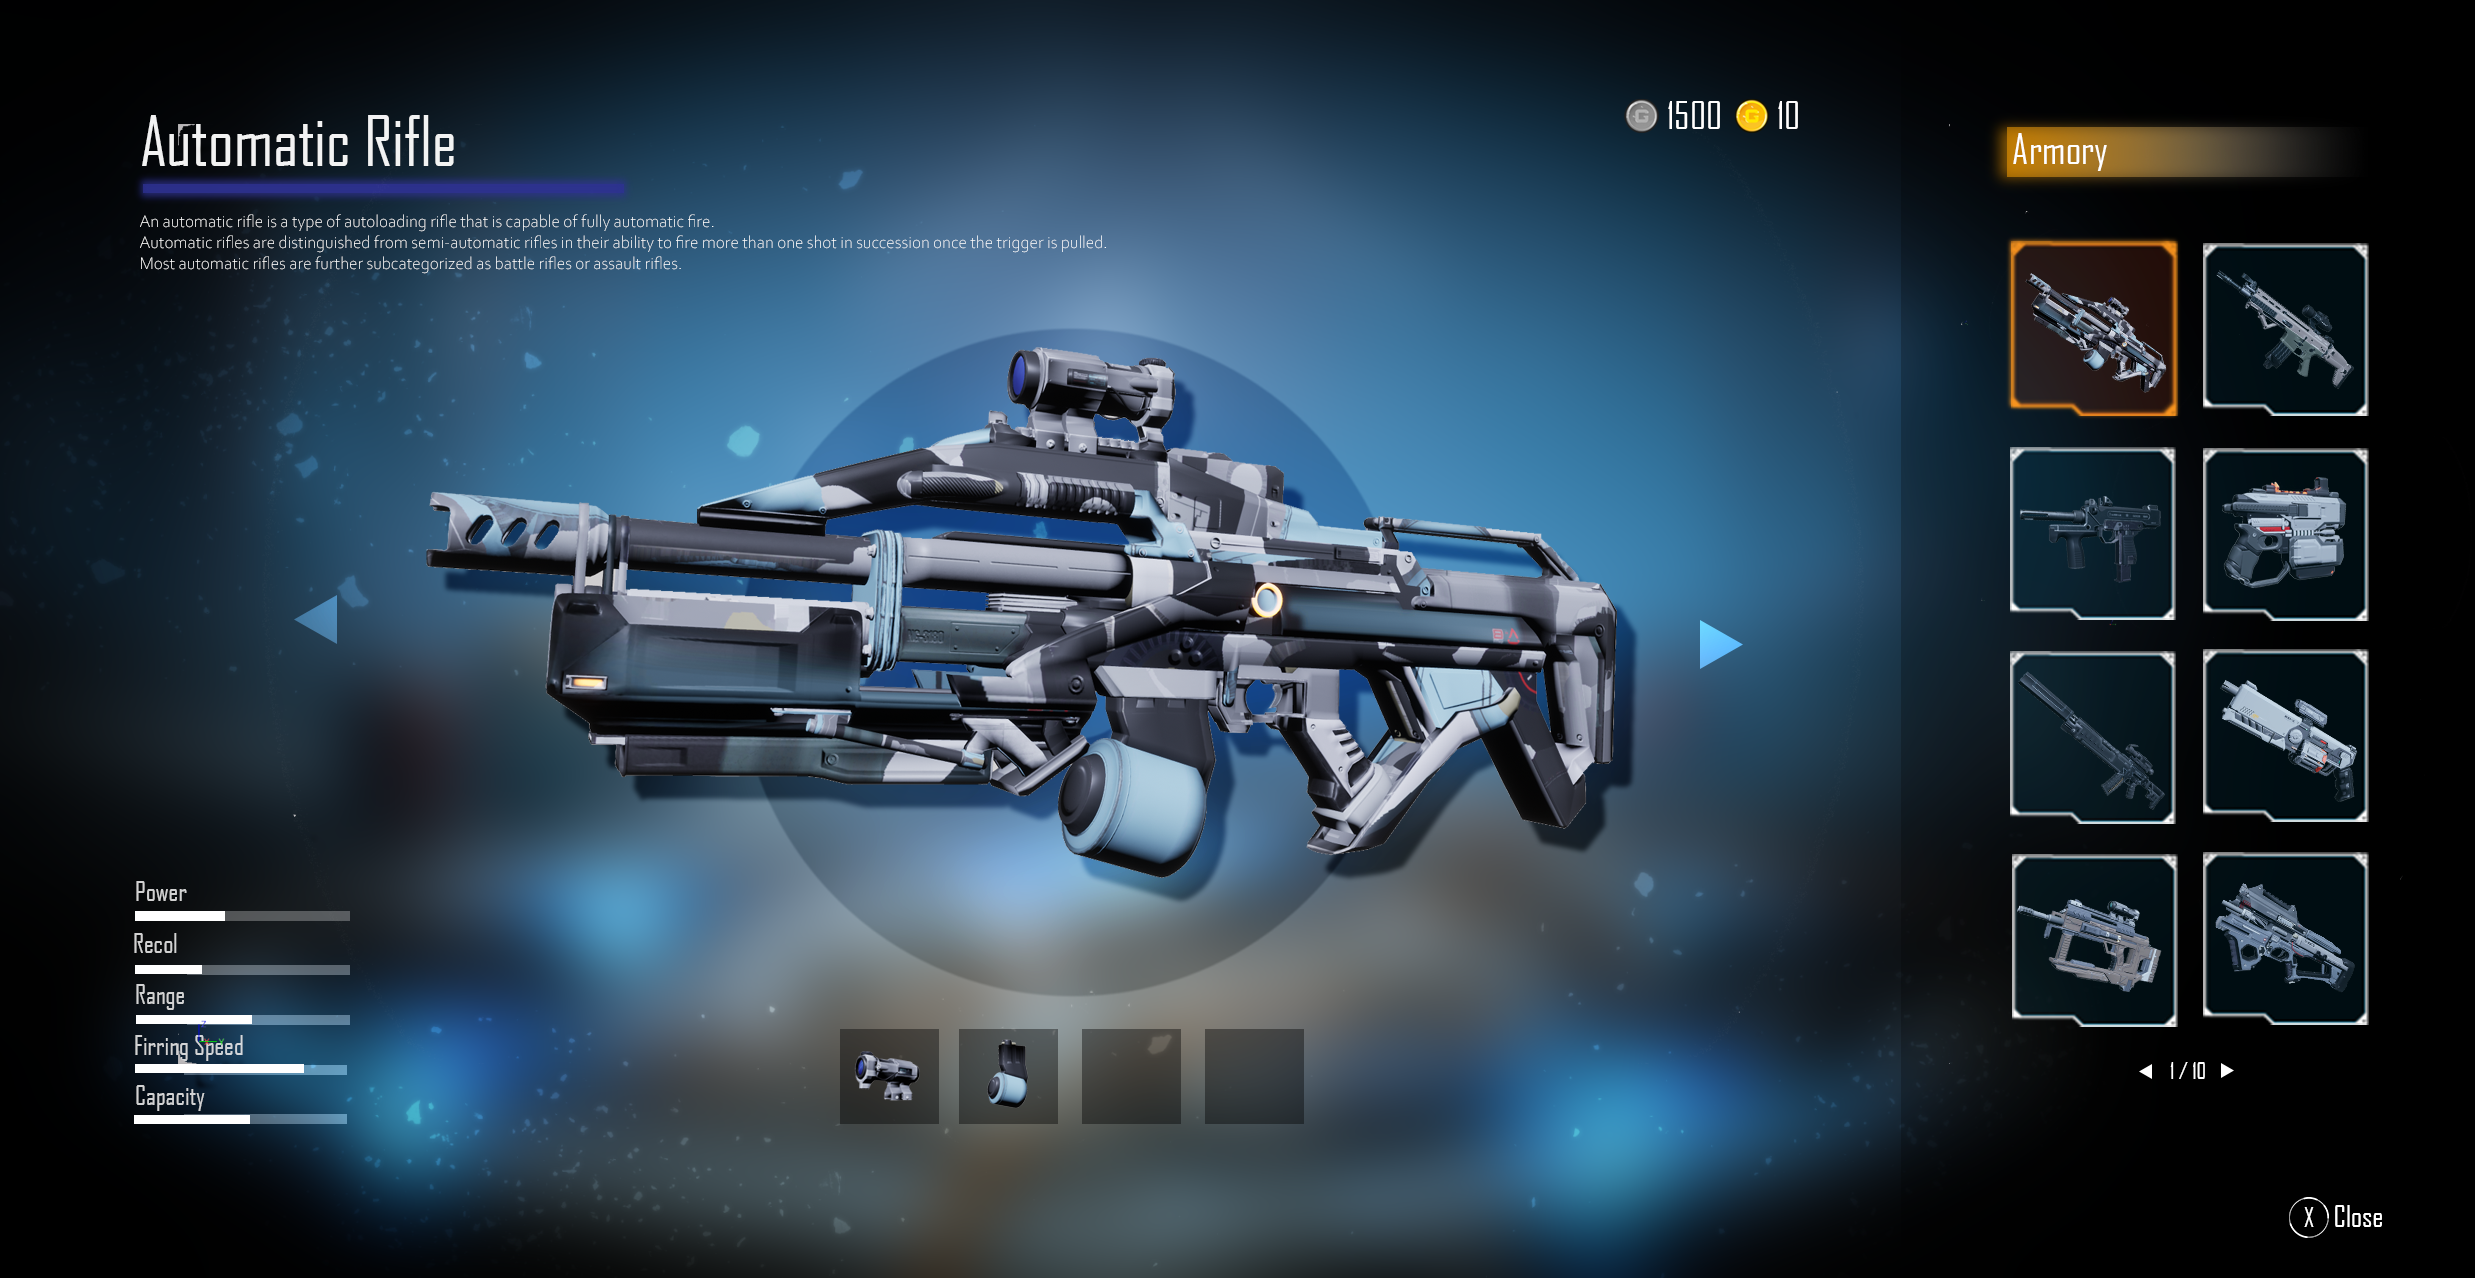 Automatic Rifle
An automatic rifle is a type of autoloading rifle that is capable of fully automatic fire.
Automatic rifles are distinguished from semi-automatic rifles in their ability to fire more than one shot in succession once the trigger is pulled.
Most automatic rifles are further subcategorized as battle rifles or assault rifles.
1500 10
Armory
Power
Recol
Range
Firring Speed
Capacity
1 / 10
X Close